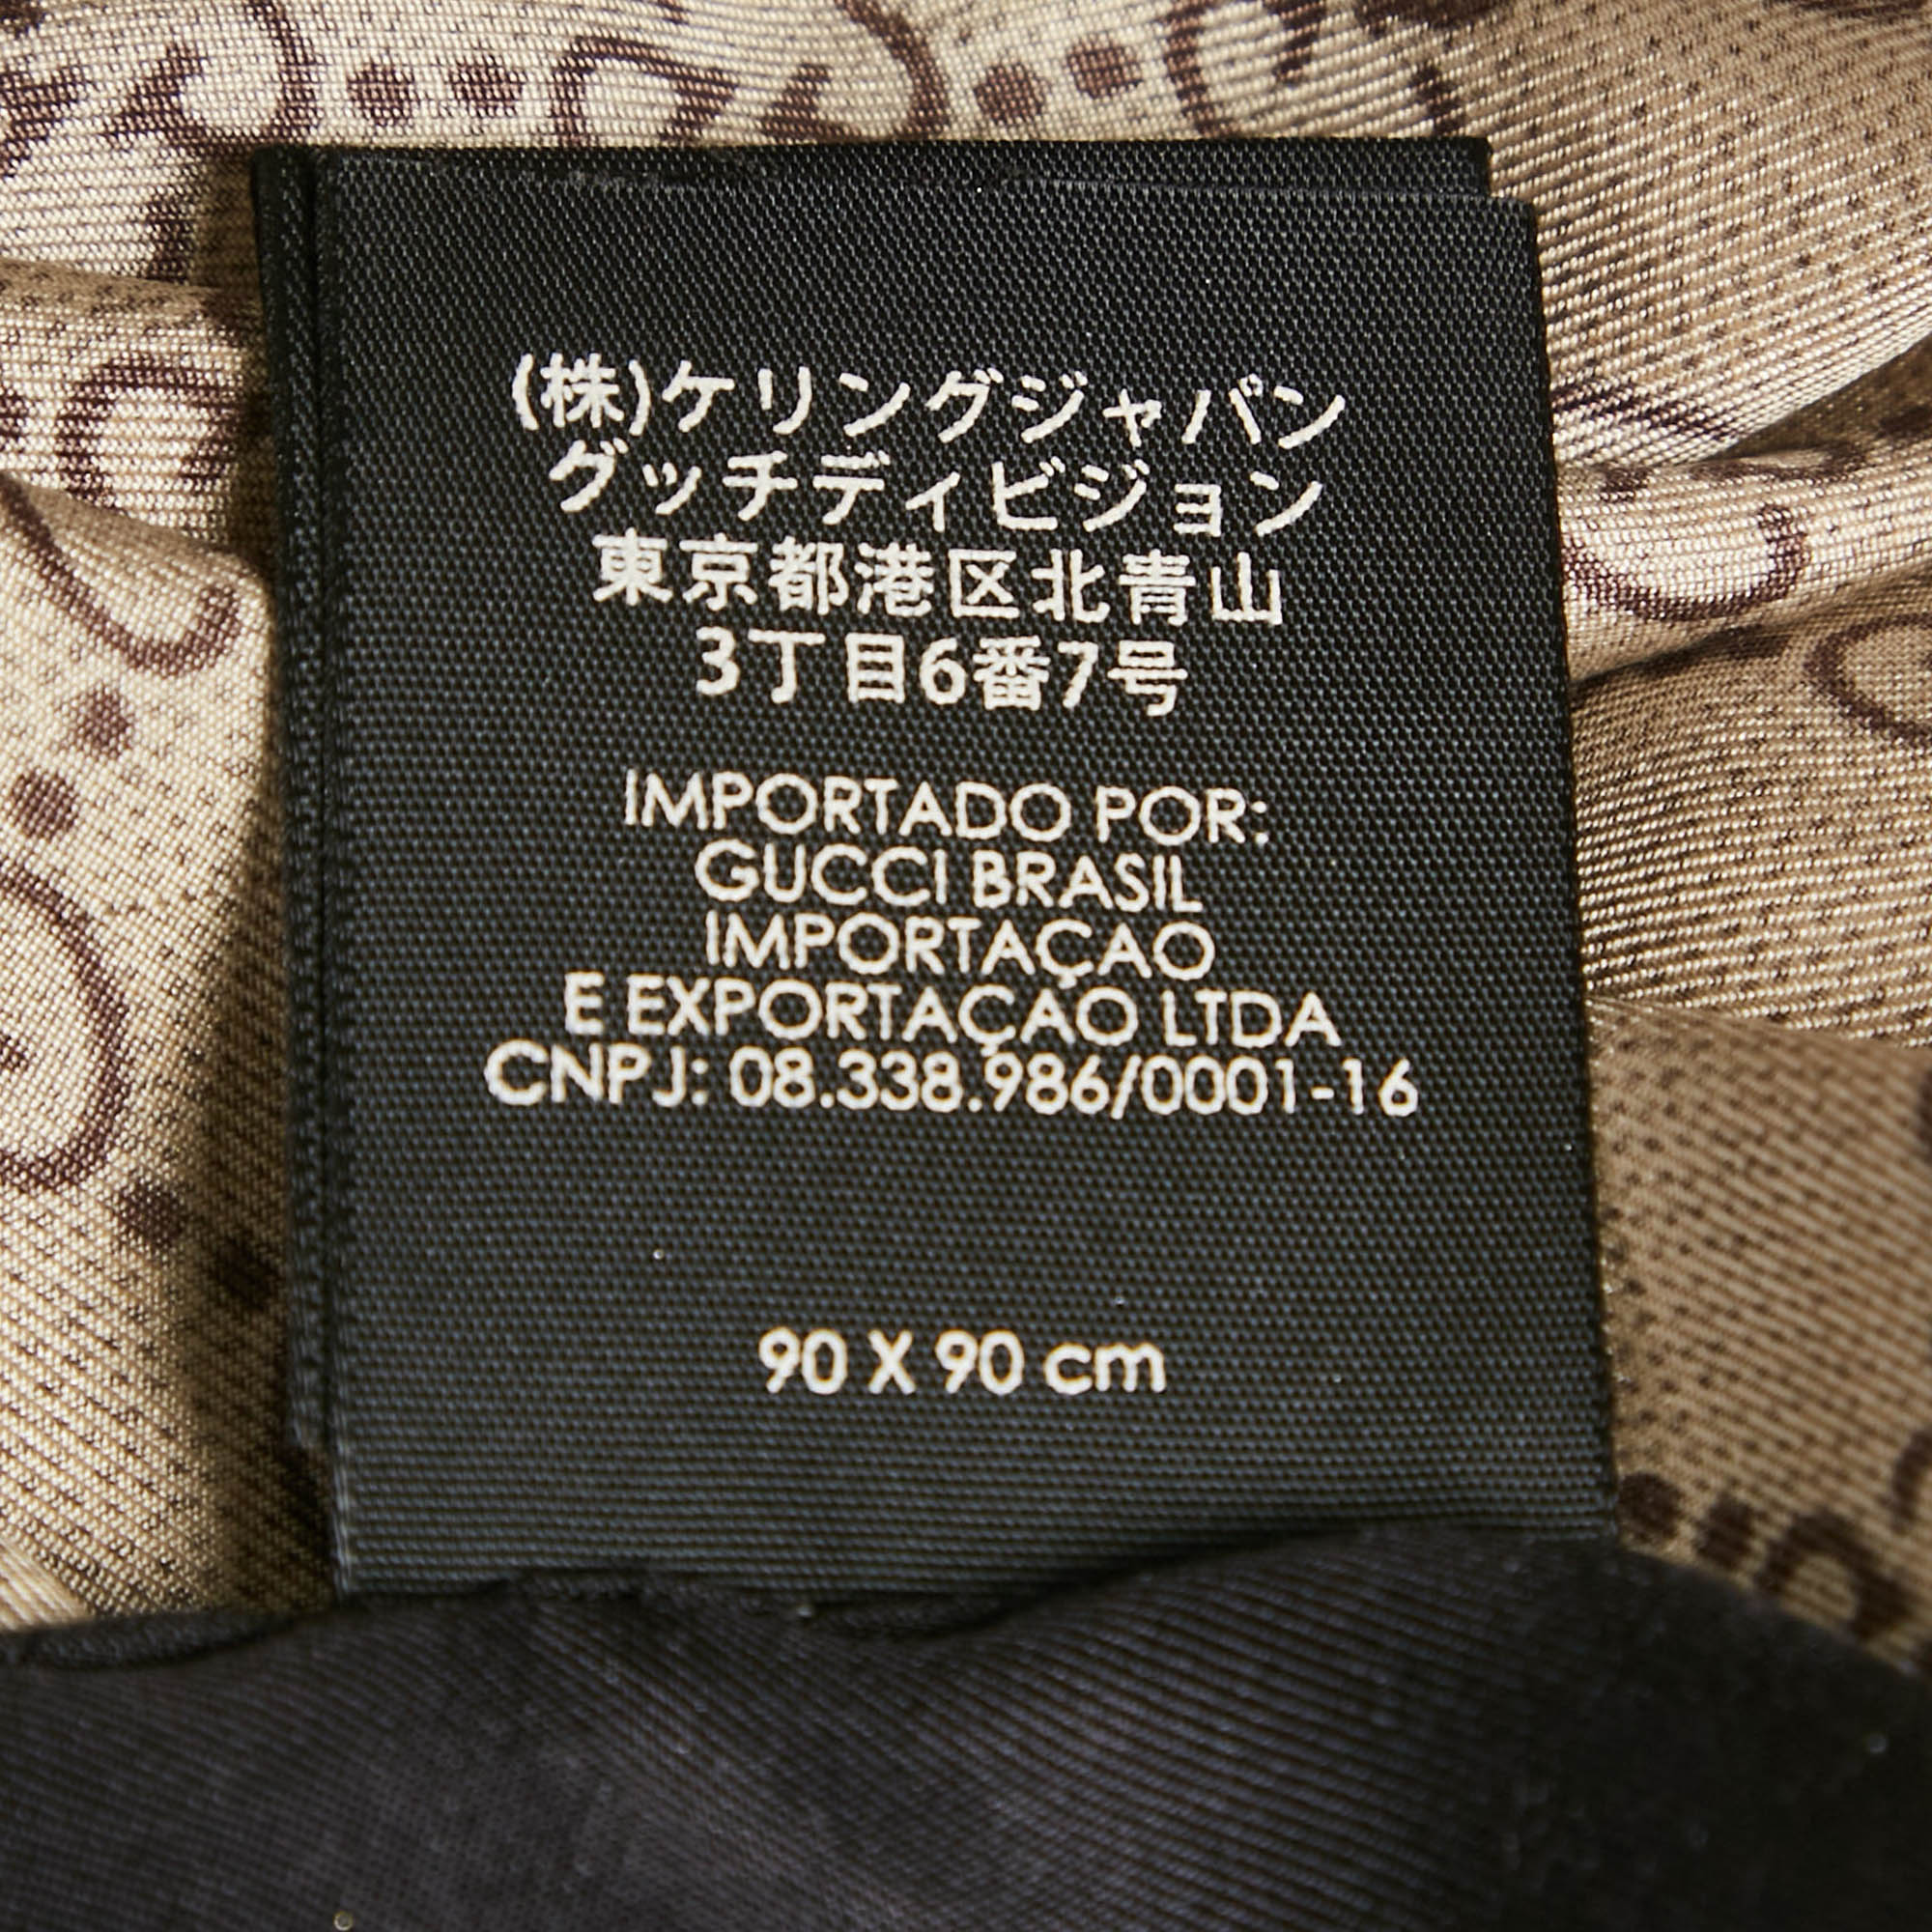 (株)ケリングジャパン
グッチディビジョン
東京都港区北青山
3丁目6番7号
IMPORTADO POR:
GUCCI BRASIL
IMPORTAÇAO
E EXPORTAÇAO LTDA
CNPJ: 08.338.986/0001-16
90 X 90 cm